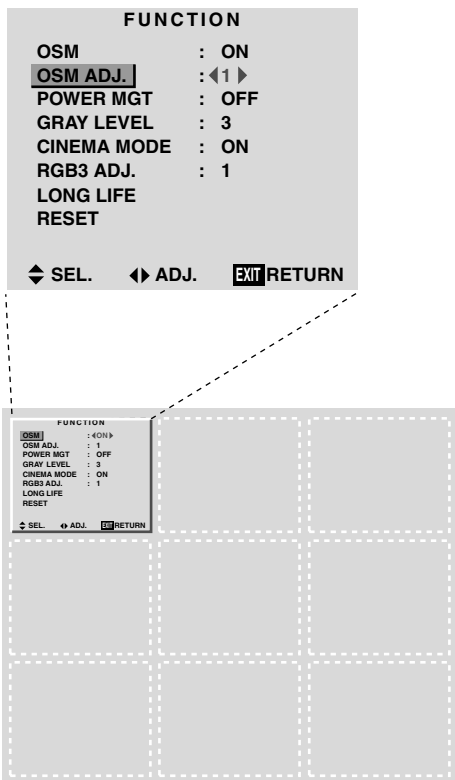 FUNCTION
OSM : ON
OSM ADJ. : 1
POWER MGT : OFF
GRAY LEVEL : 3
CINEMA MODE : ON
RGB3 ADJ. : 1
LONG LIFE
RESET
SEL. ADJ. EXIT RETURN
FUNCTION
OSM : ON
OSM ADJ. : 1
POWER MGT : OFF
GRAY LEVEL : 3
CINEMA MODE : ON
RGB3 ADJ. : 1
LONG LIFE
RESET
SEL. ADJ. EXIT RETURN